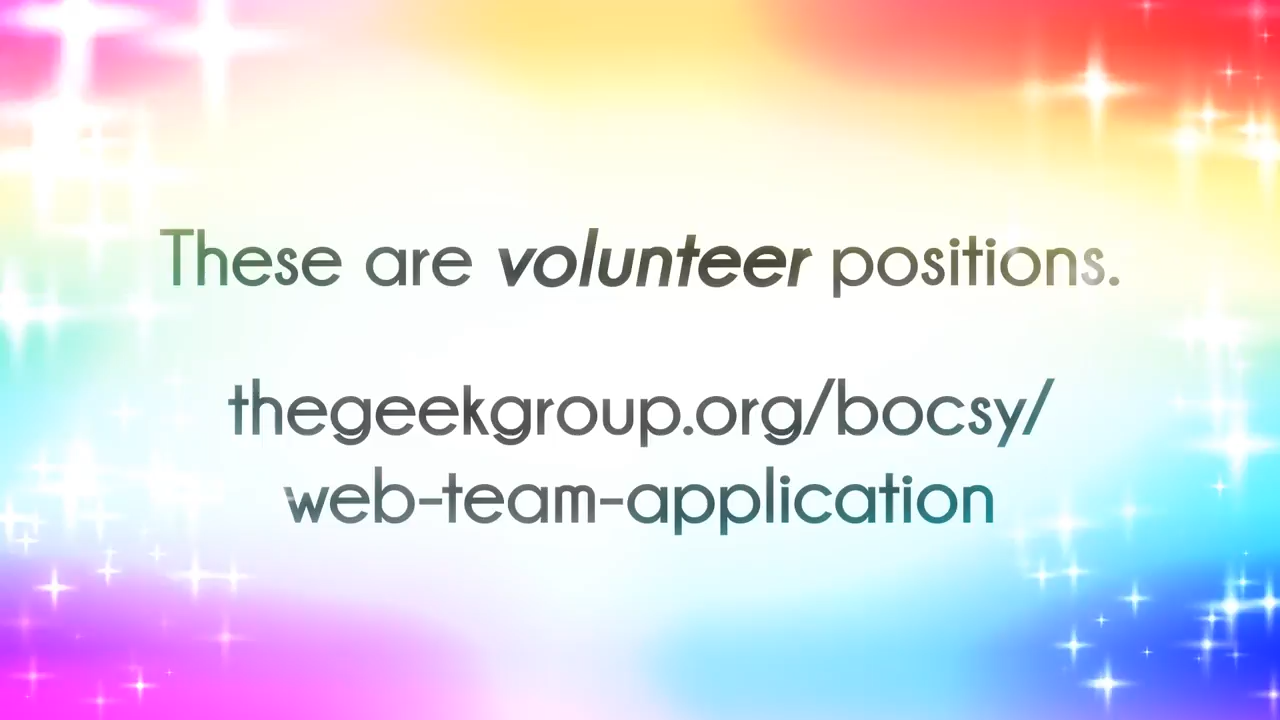 These are volunteer positions.
thegeekgroup.org/bocsy/
web-team-application